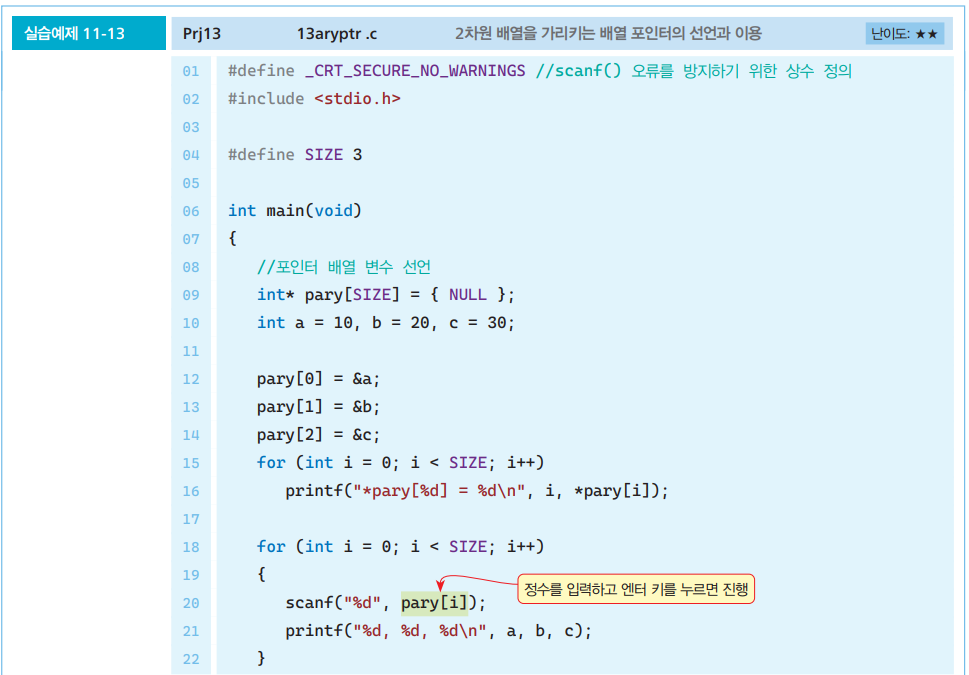 실습예제 11-13 Prj13 13aryptr .c 2차원 배열을 가리키는 배열 포인터의 선언과 이용 난이도: ★★
01 #define _CRT_SECURE_NO_WARNINGS //scanf() 오류를 방지하기 위한 상수 정의
02 #include <stdio.h>
03
04 #define SIZE 3
05
06 int main(void)
07 {
08 //포인터 배열 변수 선언
09 int* pary[SIZE] = { NULL };
10 int a = 10, b = 20, c = 30;
11
12 pary[0] = &a;
13 pary[1] = &b;
14 pary[2] = &c;
15 for (int i = 0; i < SIZE; i++)
16 printf("*pary[%d] = %d\n", i, *pary[i]);
17
18 for (int i = 0; i < SIZE; i++)
19 {
정수를 입력하고 엔터 키를 누르면 진행
20 scanf("%d", pary[i]);
21 printf("%d, %d, %d\n", a, b, c);
22 }